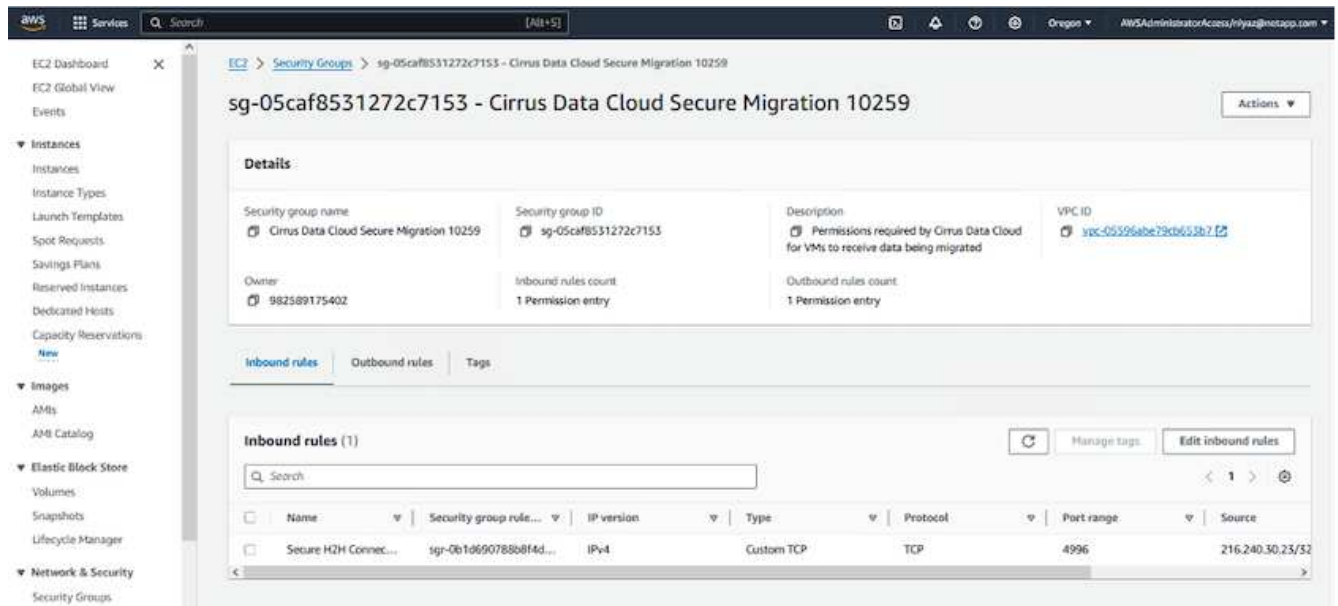 aws Services Search [Alt+S] Oregon AWSAdministratorAccess/niyaz@netapp.com
EC2 Dashboard
EC2 Global View
Events
Instances
Instances
Instance Types
Launch Templates
Spot Requests
Savings Plans
Reserved Instances
Dedicated Hosts
Capacity Reservations
New
Images
AMIs
AMI Catalog
Elastic Block Store
Volumes
Snapshots
Lifecycle Manager
Network & Security
Security Groups
EC2 > Security Groups > sg-05caf8531272c7153 - Cirrus Data Cloud Secure Migration 10259
sg-05caf8531272c7153 - Cirrus Data Cloud Secure Migration 10259
Actions
Details
Security group name
Cirrus Data Cloud Secure Migration 10259
Security group ID
sg-05caf8531272c7153
Description
Permissions required by Cirrus Data Cloud
for VMs to receive data being migrated
VPC ID
vpc-05596abe79cb653b7
Owner
982589175402
Inbound rules count
1 Permission entry
Outbound rules count
1 Permission entry
Inbound rules Outbound rules Tags
Inbound rules (1)
Manage tags Edit inbound rules
Search
< 1 >
Name Security group rule... IP version Type Protocol Port range Source
Secure H2H Connec... sgr-0b1d690788b8f4d... IPv4 Custom TCP TCP 4996 216.240.30.23/32